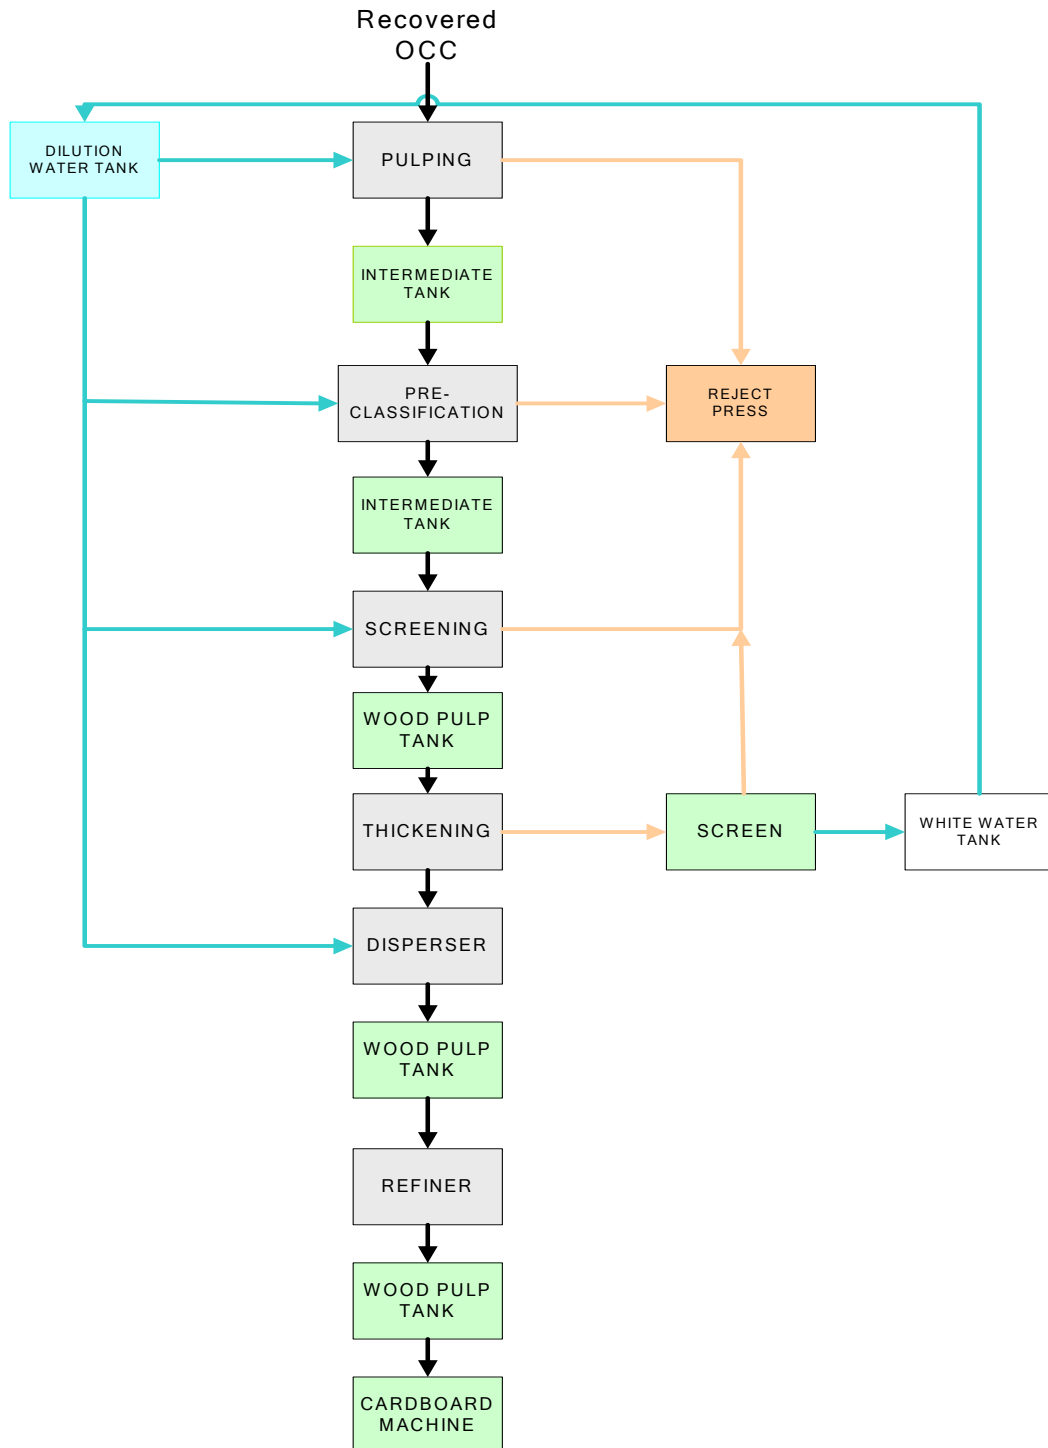 Recovered
OCC
DILUTION
WATER TANK
PULPING
INTERMEDIATE
TANK
PRE-
CLASSIFICATION
REJECT
PRESS
INTERMEDIATE
TANK
SCREENING
WOOD PULP
TANK
THICKENING
SCREEN
WHITE WATER
TANK
DISPERSER
WOOD PULP
TANK
REFINER
WOOD PULP
TANK
CARDBOARD
MACHINE